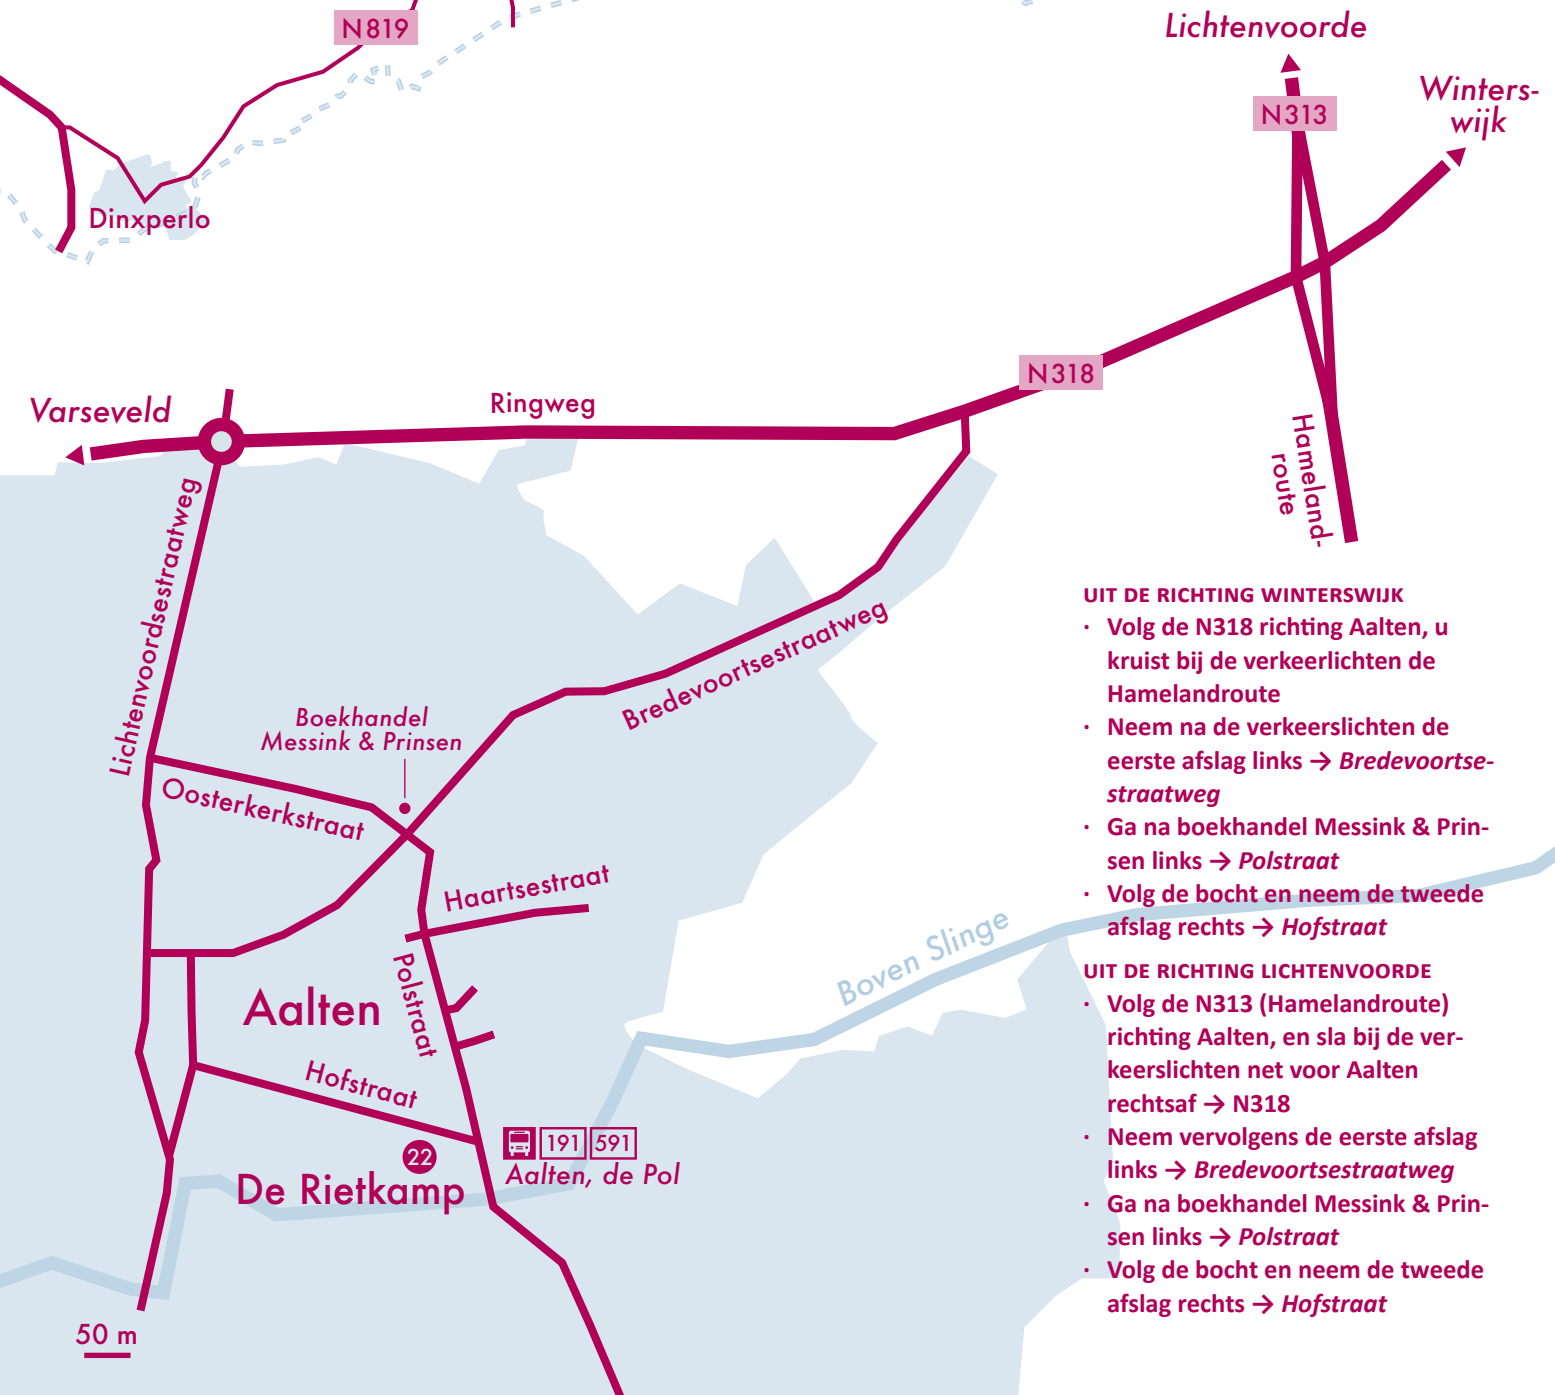 N819
Lichtenvoorde
N313
Winters-
wijk
Dinxperlo
N318
Varseveld
Ringweg
Hameland-
route
Lichtenvoordsestraatweg
Bredevoortsestraatweg
Boekhandel
Messink & Prinsen
Oosterkerkstraat
Haartsestraat
Polstraat
Aalten
Boven Slinge
Hofstraat
22
De Rietkamp
191 591
Aalten, de Pol
50 m
UIT DE RICHTING WINTERSWIJK
· Volg de N318 richting Aalten, u
kruist bij de verkeerlichten de
Hamelandroute
· Neem na de verkeerslichten de
eerste afslag links → Bredevoortse-
straatweg
· Ga na boekhandel Messink & Prin-
sen links → Polstraat
· Volg de bocht en neem de tweede
afslag rechts → Hofstraat
UIT DE RICHTING LICHTENVOORDE
· Volg de N313 (Hamelandroute)
richting Aalten, en sla bij de ver-
keerslichten net voor Aalten
rechtsaf → N318
· Neem vervolgens de eerste afslag
links → Bredevoortsestraatweg
· Ga na boekhandel Messink & Prin-
sen links → Polstraat
· Volg de bocht en neem de tweede
afslag rechts → Hofstraat